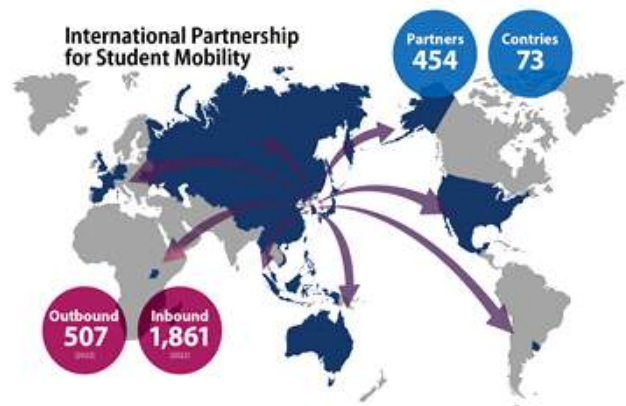 International Partnership
for Student Mobility
Partners
454
Contries
73
Outbound
507
Inbound
1,861